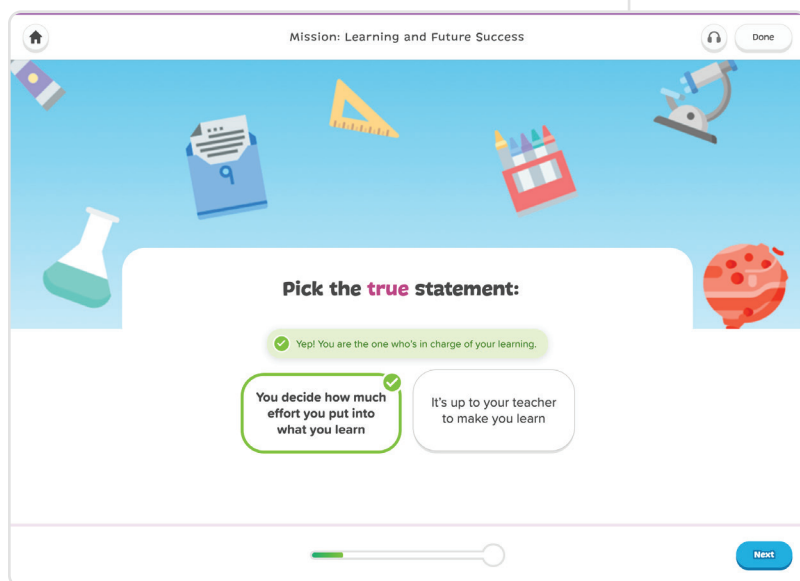 Mission: Learning and Future Success
Done
Pick the true statement:
Yep! You are the one who's in charge of your learning.
You decide how much
effort you put into
what you learn
It's up to your teacher
to make you learn
Next